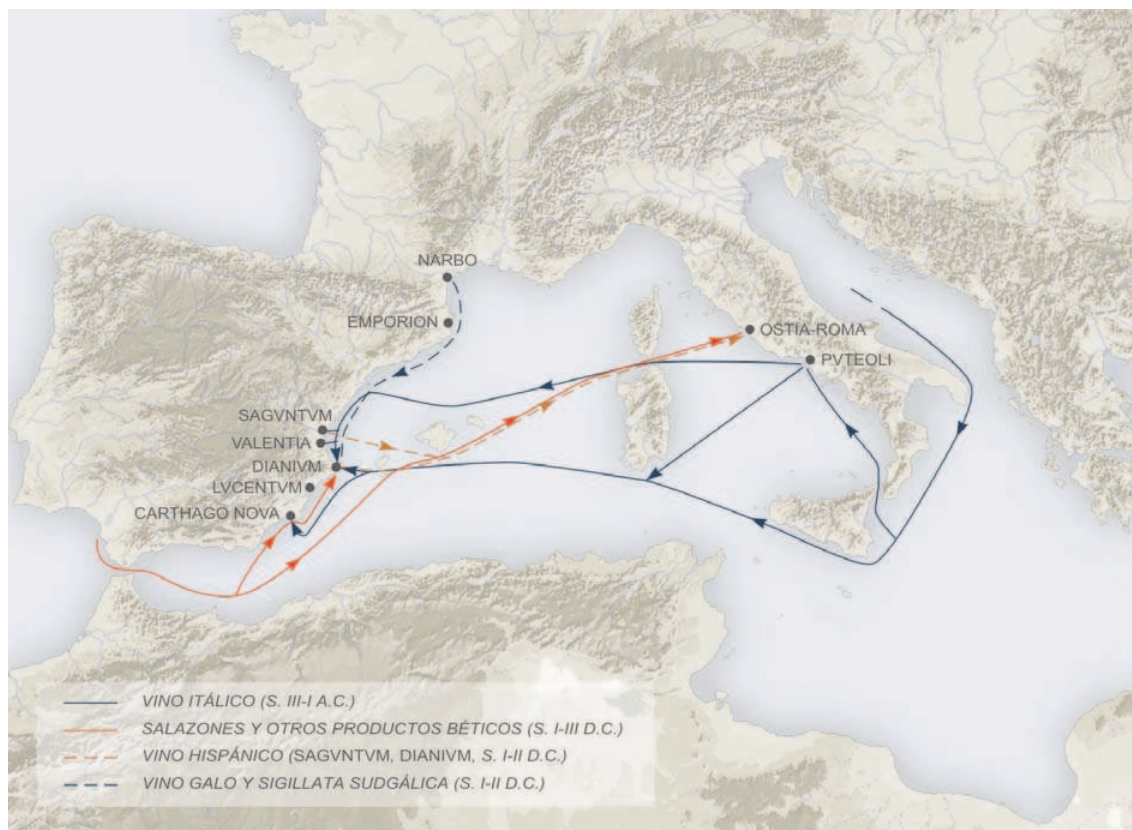 NARBO
EMPORION
OSTIA-ROMA
PVTEOLI
SAGVNTVM
VALENTIA
DIANIVM
LVCENTVM
CARTHAGO NOVA
VINO ITÁLICO (S. III-I A.C.)
SALAZONES Y OTROS PRODUCTOS BÉTICOS (S. I-III D.C.)
VINO HISPÁNICO (SAGVNTVM, DIANIVM, S. I-II D.C.)
VINO GALO Y SIGILLATA SUDGÁLICA (S. I-II D.C.)